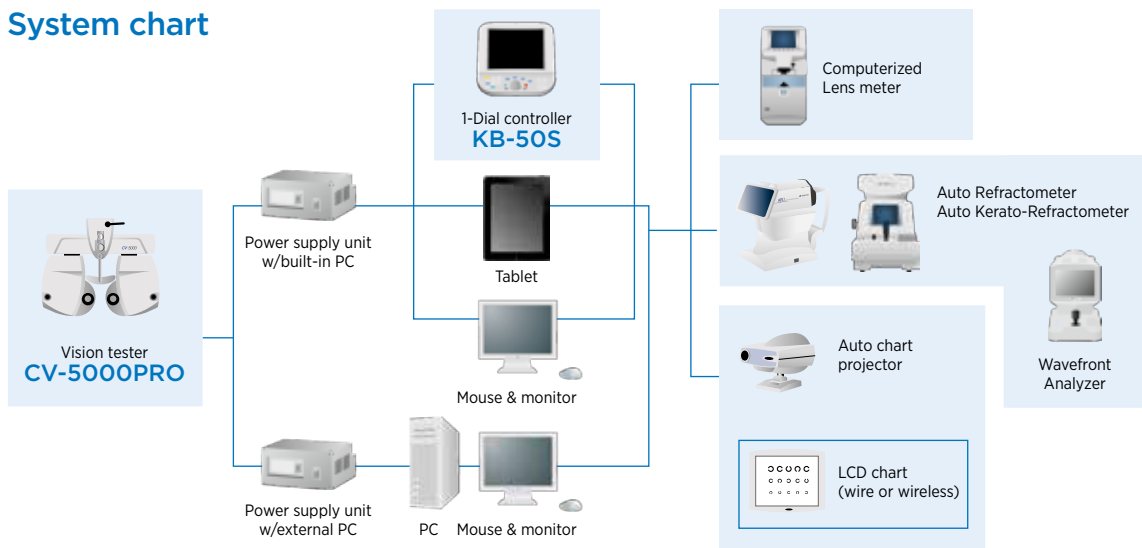 System chart
1-Dial controller
KB-50S
Computerized
Lens meter
CV-5000
Vision tester
CV-5000PRO
Power supply unit
w/built-in PC
Tablet
Mouse & monitor
Auto Refractometer
Auto Kerato-Refractometer
Wavefront
Analyzer
Auto chart
projector
LCD chart
(wire or wireless)
Power supply unit
w/external PC
PC
Mouse & monitor